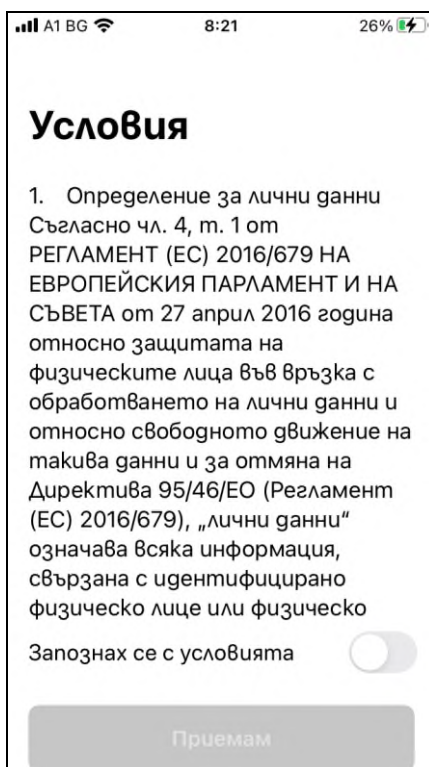 A1 BG 8:21 26%
Условия
1. Определение за лични данни
Съгласно чл. 4, т. 1 от
РЕГЛАМЕНТ (ЕС) 2016/679 НА
ЕВРОПЕЙСКИЯ ПАРЛАМЕНТ И НА
СЪВЕТА от 27 април 2016 година
относно защитата на
физическите лица във връзка с
обработването на лични данни и
относно свободното движение на
такива данни и за отмяна на
Директива 95/46/ЕО (Регламент
(ЕС) 2016/679), „лични данни“
означава всяка информация,
свързана с идентифицирано
физическо лице или физическо
Запознах се с условията
Приемам